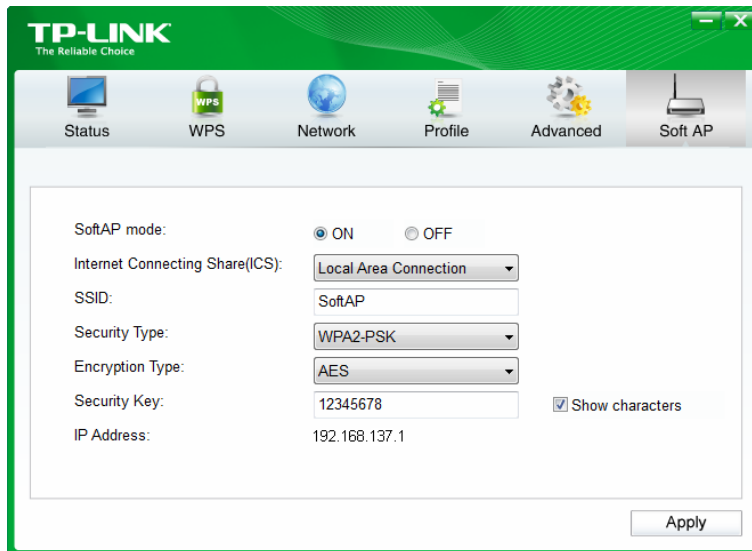 TP-LINK
The Reliable Choice
Status WPS Network Profile Advanced Soft AP
WPS
SoftAP mode: ON OFF
Internet Connecting Share(ICS): Local Area Connection
SSID: SoftAP
Security Type: WPA2-PSK
Encryption Type: AES
Security Key: 12345678 Show characters
IP Address: 192.168.137.1
Apply